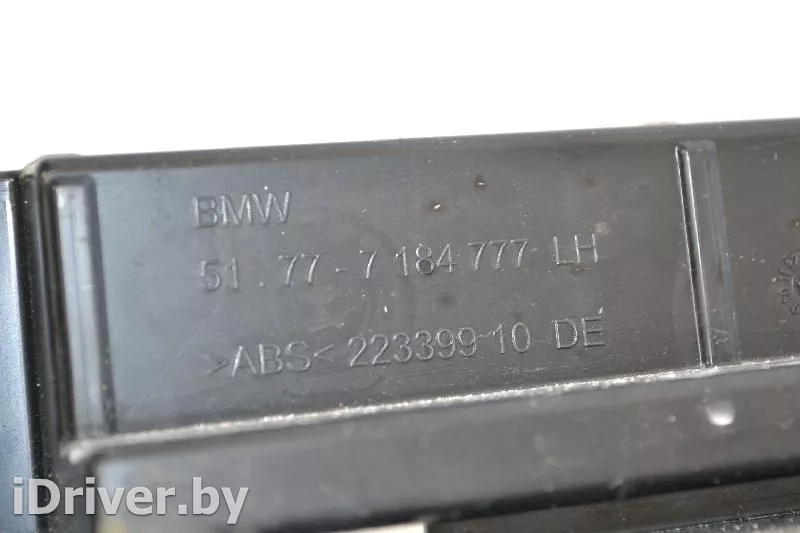 BMW
51.77-7 184 777 LH
>ABS< 22339910 DE
iDriver.by